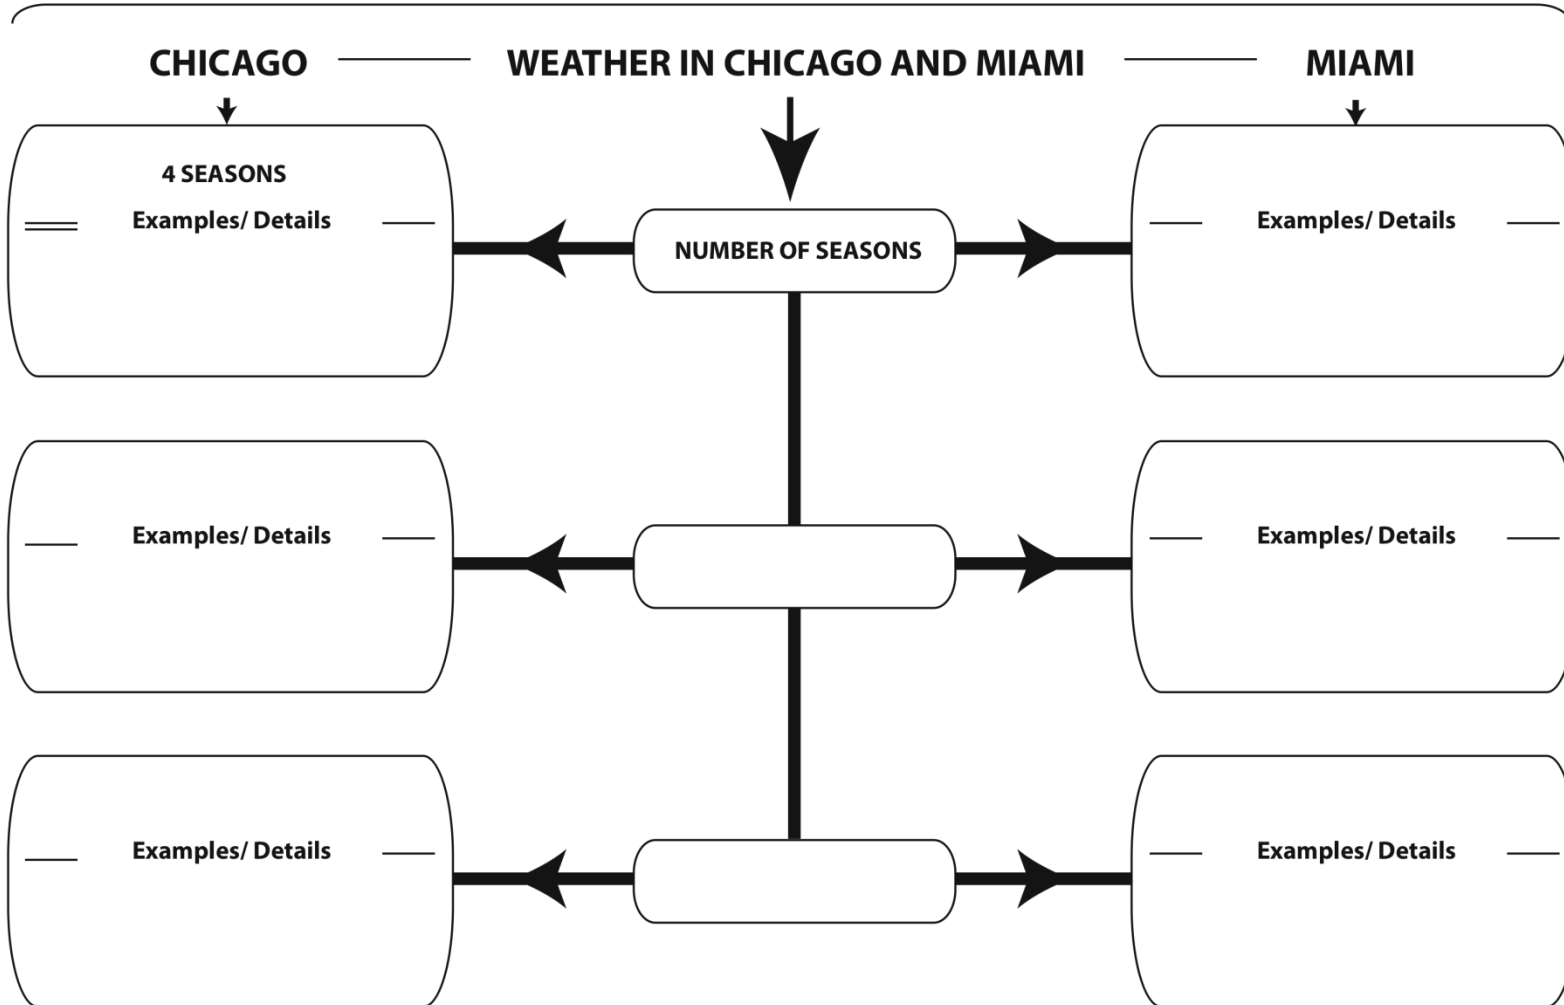 CHICAGO
WEATHER IN CHICAGO AND MIAMI
MIAMI
4 SEASONS
Examples/ Details
NUMBER OF SEASONS
Examples/ Details
Examples/ Details
Examples/ Details
Examples/ Details
Examples/ Details